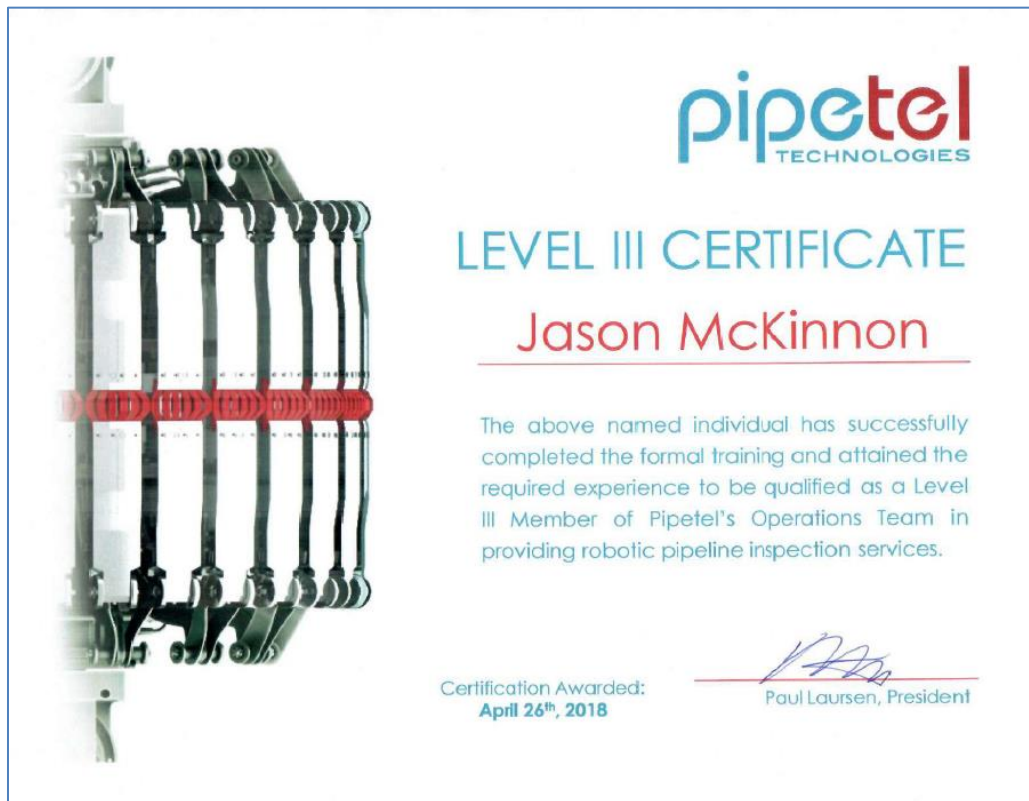 pipetel
TECHNOLOGIES
LEVEL III CERTIFICATE
Jason McKinnon
The above named individual has successfully
completed the formal training and attained the
required experience to be qualified as a Level
III Member of Pipetel's Operations Team in
providing robotic pipeline inspection services.
Certification Awarded:
April 26th, 2018
Paul Laursen, President